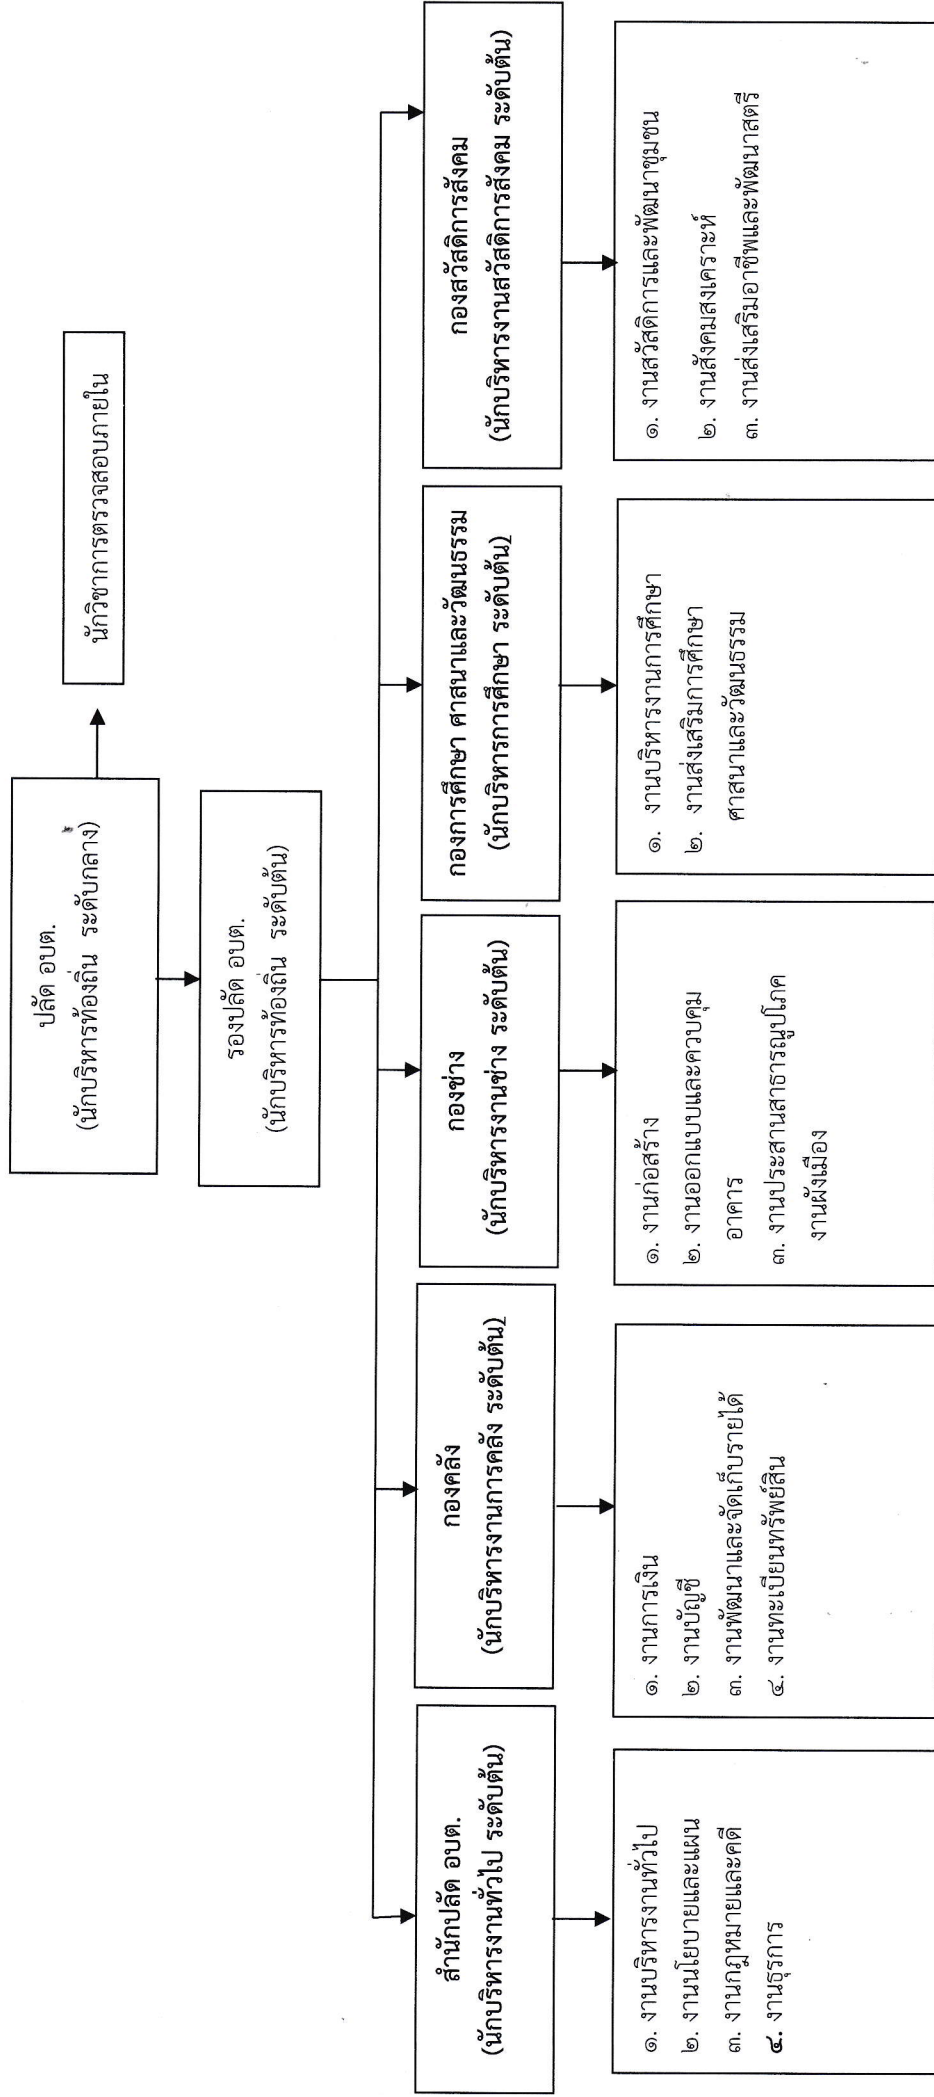 ปลัด อบต.
(นักบริหารท้องถิ่น ระดับกลาง)
นักวิชาการตรวจสอบภายใน
รองปลัด อบต.
(นักบริหารท้องถิ่น ระดับต้น)
สำนักปลัด อบต.
(นักบริหารงานทั่วไป ระดับต้น)
กองคลัง
(นักบริหารงานการคลัง ระดับต้น)
กองช่าง
(นักบริหารงานช่าง ระดับต้น)
กองการศึกษา ศาสนาและวัฒนธรรม
(นักบริหารการศึกษา ระดับต้น)
กองสวัสดิการสังคม
(นักบริหารงานสวัสดิการสังคม ระดับต้น)
๑. งานบริหารงานทั่วไป
๒. งานนโยบายและแผน
๓. งานกฎหมายและคดี
๔. งานธุรการ
๑. งานการเงิน
๒. งานบัญชี
๓. งานพัฒนาและจัดเก็บรายได้
๔. งานทะเบียนทรัพย์สิน
๑. งานก่อสร้าง
๒. งานออกแบบและควบคุม
อาคาร
๓. งานประสานสาธารณูปโภค
งานผังเมือง
๑. งานบริหารงานการศึกษา
๒. งานส่งเสริมการศึกษา
ศาสนาและวัฒนธรรม
๑. งานสวัสดิการและพัฒนาชุมชน
๒. งานสังคมสงเคราะห์
๓. งานส่งเสริมอาชีพและพัฒนาสตรี